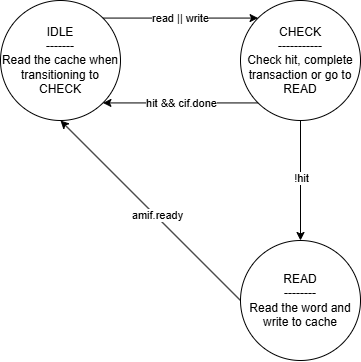 read || write
IDLE
-------
Read the cache when
transitioning to
CHECK
CHECK
-----------
Check hit, complete
transaction or go to
READ
hit && cif.done
!hit
amif.ready
READ
--------
Read the word and
write to cache